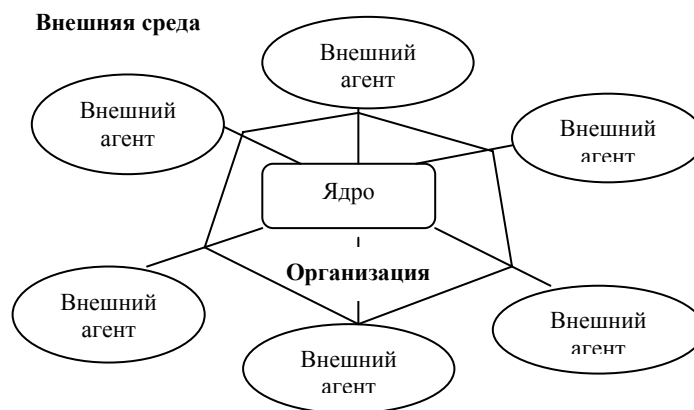 Внешняя среда
Внешний
агент
Внешний
агент
Внешний
агент
Ядро
Организация
Внешний
агент
Внешний
агент
Внешний
агент